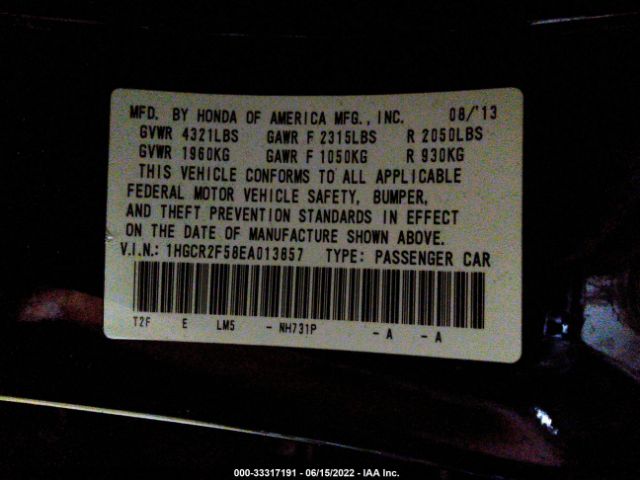 MFD. BY HONDA OF AMERICA MFG., INC. 08/'13
GVWR 4321LBS GAWR F 2315LBS R 2050LBS
GVWR 1960KG GAWR F 1050KG R 930KG
THIS VEHICLE CONFORMS TO ALL APPLICABLE
FEDERAL MOTOR VEHICLE SAFETY, BUMPER,
AND THEFT PREVENTION STANDARDS IN EFFECT
ON THE DATE OF MANUFACTURE SHOWN ABOVE.
V.I.N.: 1HGCR2F58EA013857 TYPE: PASSENGER CAR
T2F E LM5 - NH731P - A - A
000-33317191 - 06/15/2022 - IAA Inc.